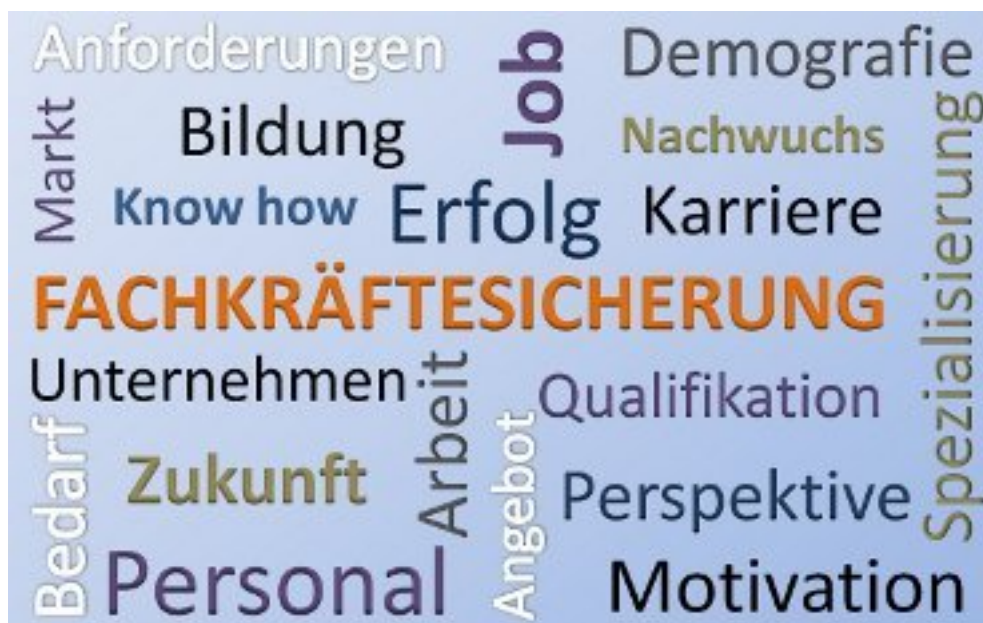 Anforderungen
Job
Demografie
Markt
Bildung
Nachwuchs
Know how
Erfolg
Karriere
Spezialisierung
FACHKRÄFTESICHERUNG
Unternehmen
Arbeit
Qualifikation
Bedarf
Zukunft
Angebot
Perspektive
Personal
Motivation